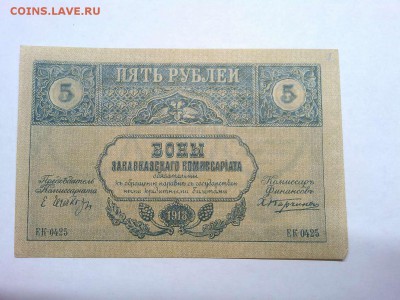 COINS.LAVE.RU
5 ПЯТЬ РУБЛЕЙ 5
БОНЫ
ЗАКАВКАЗСКАГО КОМИССАРІАТА
обязательны
къ обращенію наравнѣ съ государствен-
ными кредитными билетами
Предсѣдатель
Комиссаріата
Комиссаръ
Финансовъ
1918
ЕК-0425 ЕК-0425